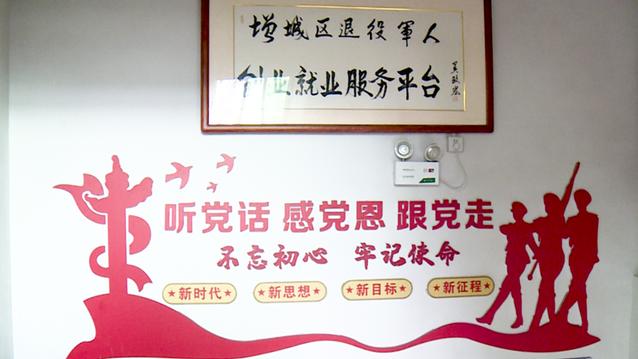 增城区退役軍人
创业就业服务平台
听党话 感党恩 跟党走
不忘初心 牢记使命
★新时代★ ★新思想★ ★新目标★ ★新征程★